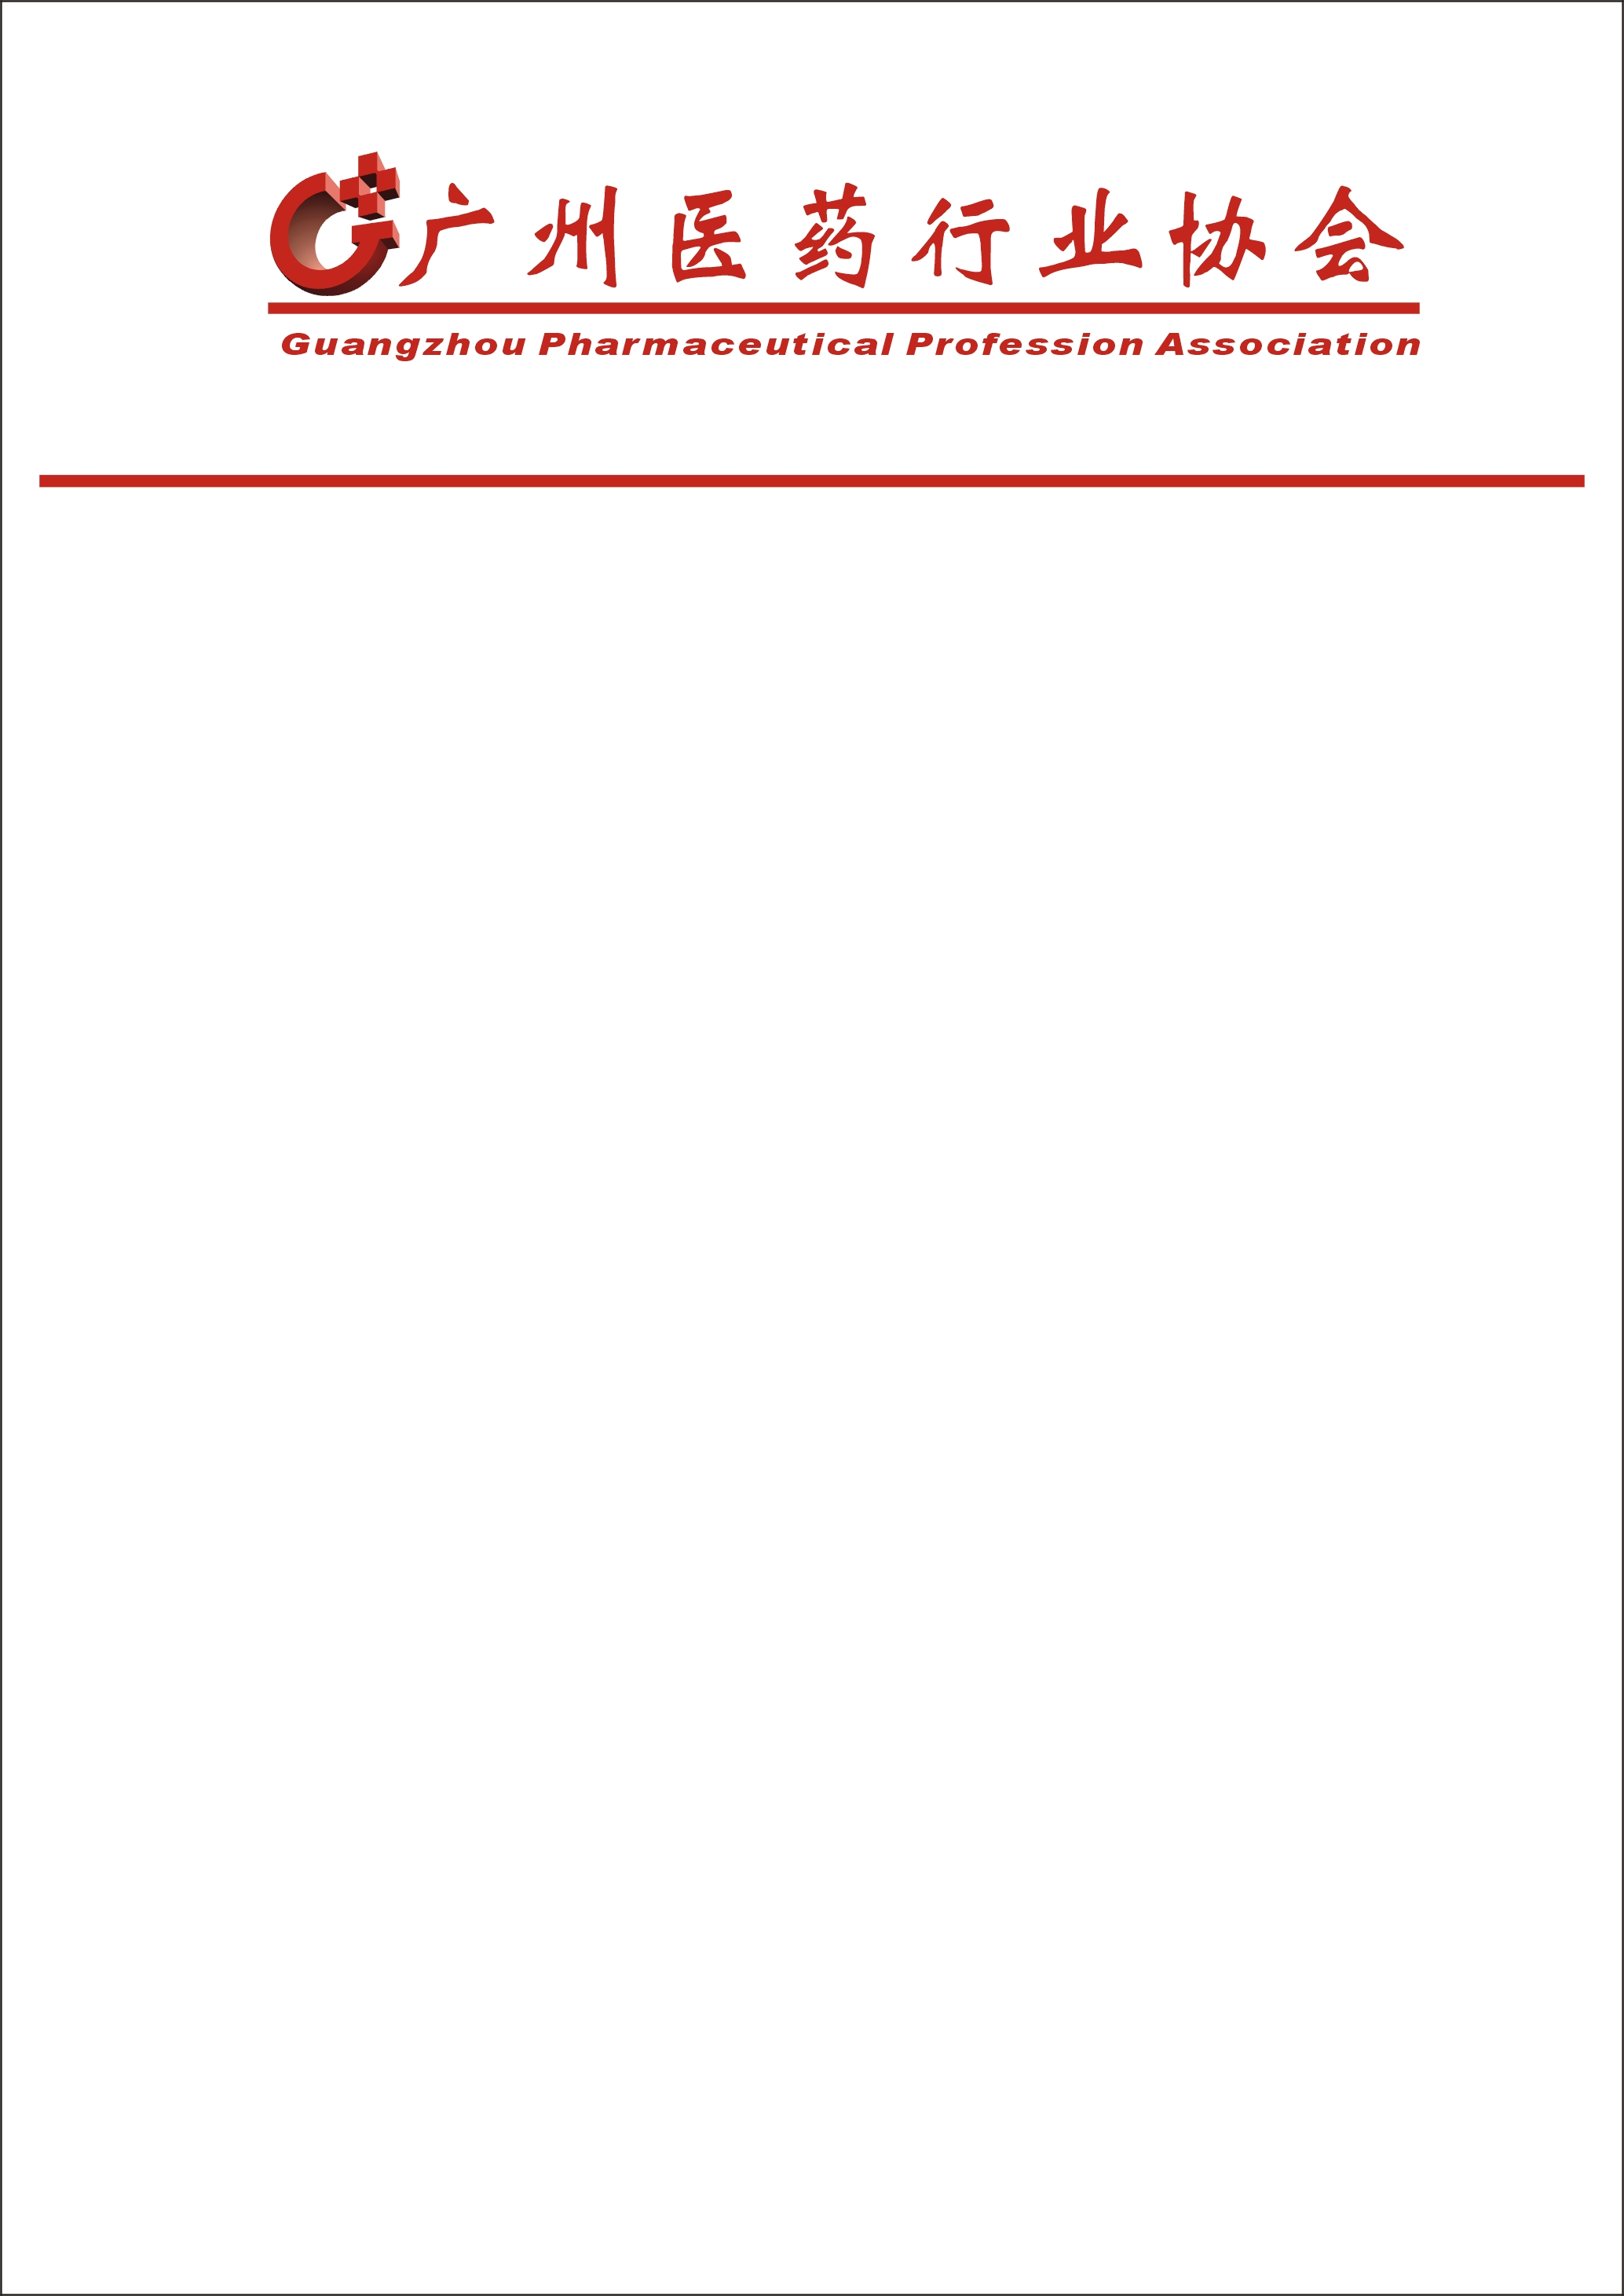 广州医药行业协会
Guangzhou Pharmaceutical Profession Association